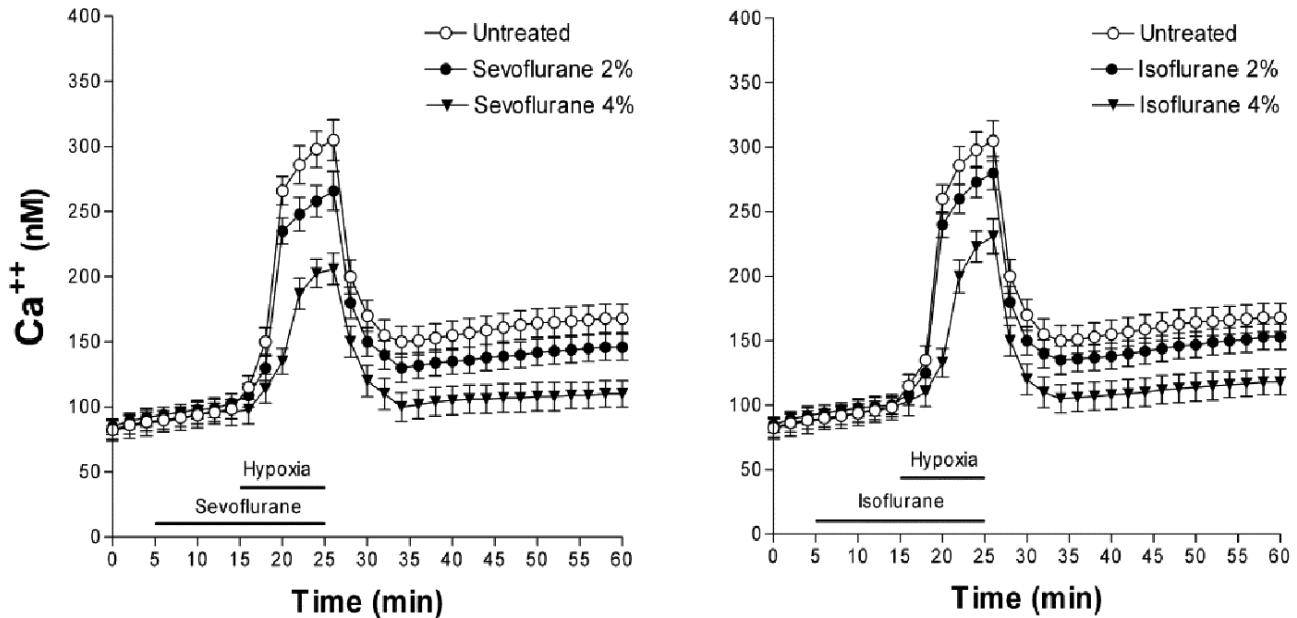 Ca++ (nM)
400
350
300
250
200
150
100
50
0
Untreated
Sevoflurane 2%
Sevoflurane 4%
Hypoxia
Sevoflurane
0 5 10 15 20 25 30 35 40 45 50 55 60
Time (min)
400
350
300
250
200
150
100
50
0
Untreated
Isoflurane 2%
Isoflurane 4%
Hypoxia
Isoflurane
0 5 10 15 20 25 30 35 40 45 50 55 60
Time (min)